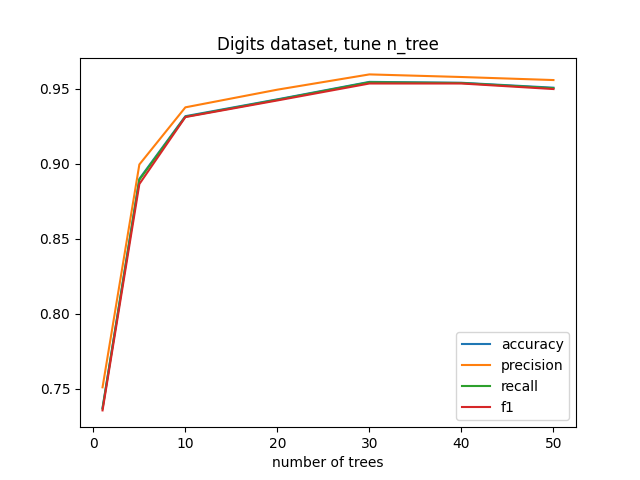 Digits dataset, tune n_tree
0.95
0.90
0.85
0.80
0.75
accuracy
precision
recall
f1
0 10 20 30 40 50
number of trees